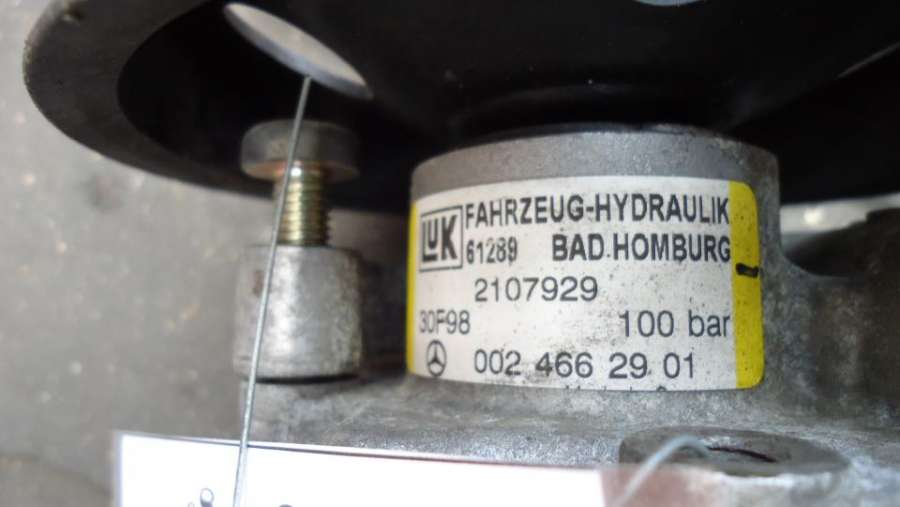 LuK FAHRZEUG-HYDRAULIK
61289 BAD HOMBURG
2107929
30F98 100 bar
002 466 29 01